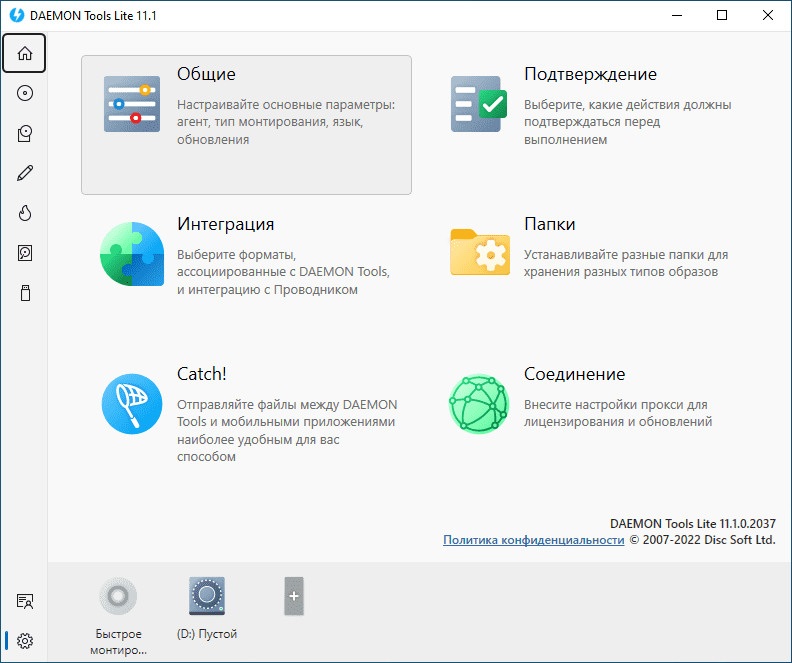 DAEMON Tools Lite 11.1
Общие
Настраивайте основные параметры:
агент, тип монтирования, язык,
обновления
Подтверждение
Выберите, какие действия должны
подтверждаться перед
выполнением
Интеграция
Выберите форматы,
ассоциированные с DAEMON Tools,
и интеграцию с Проводником
Папки
Устанавливайте разные папки для
хранения разных типов образов
Catch!
Отправляйте файлы между DAEMON
Tools и мобильными приложениями
наиболее удобным для вас
способом
Соединение
Внесите настройки прокси для
лицензирования и обновлений
DAEMON Tools Lite 11.1.0.2037
Политика конфиденциальности © 2007-2022 Disc Soft Ltd.
Быстрое
монтиро...
(D:) Пустой